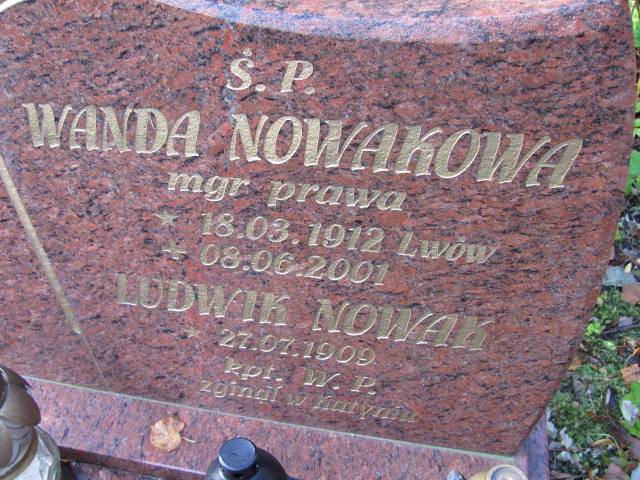 Ś. P.
WANDA NOWAKOWA
mgr prawa
* 18.03.1912 Lwów
+ 08.06.2001
LUDWIK NOWAK
* 27.07.1909
kpt. W. P.
zginął w Katyniu